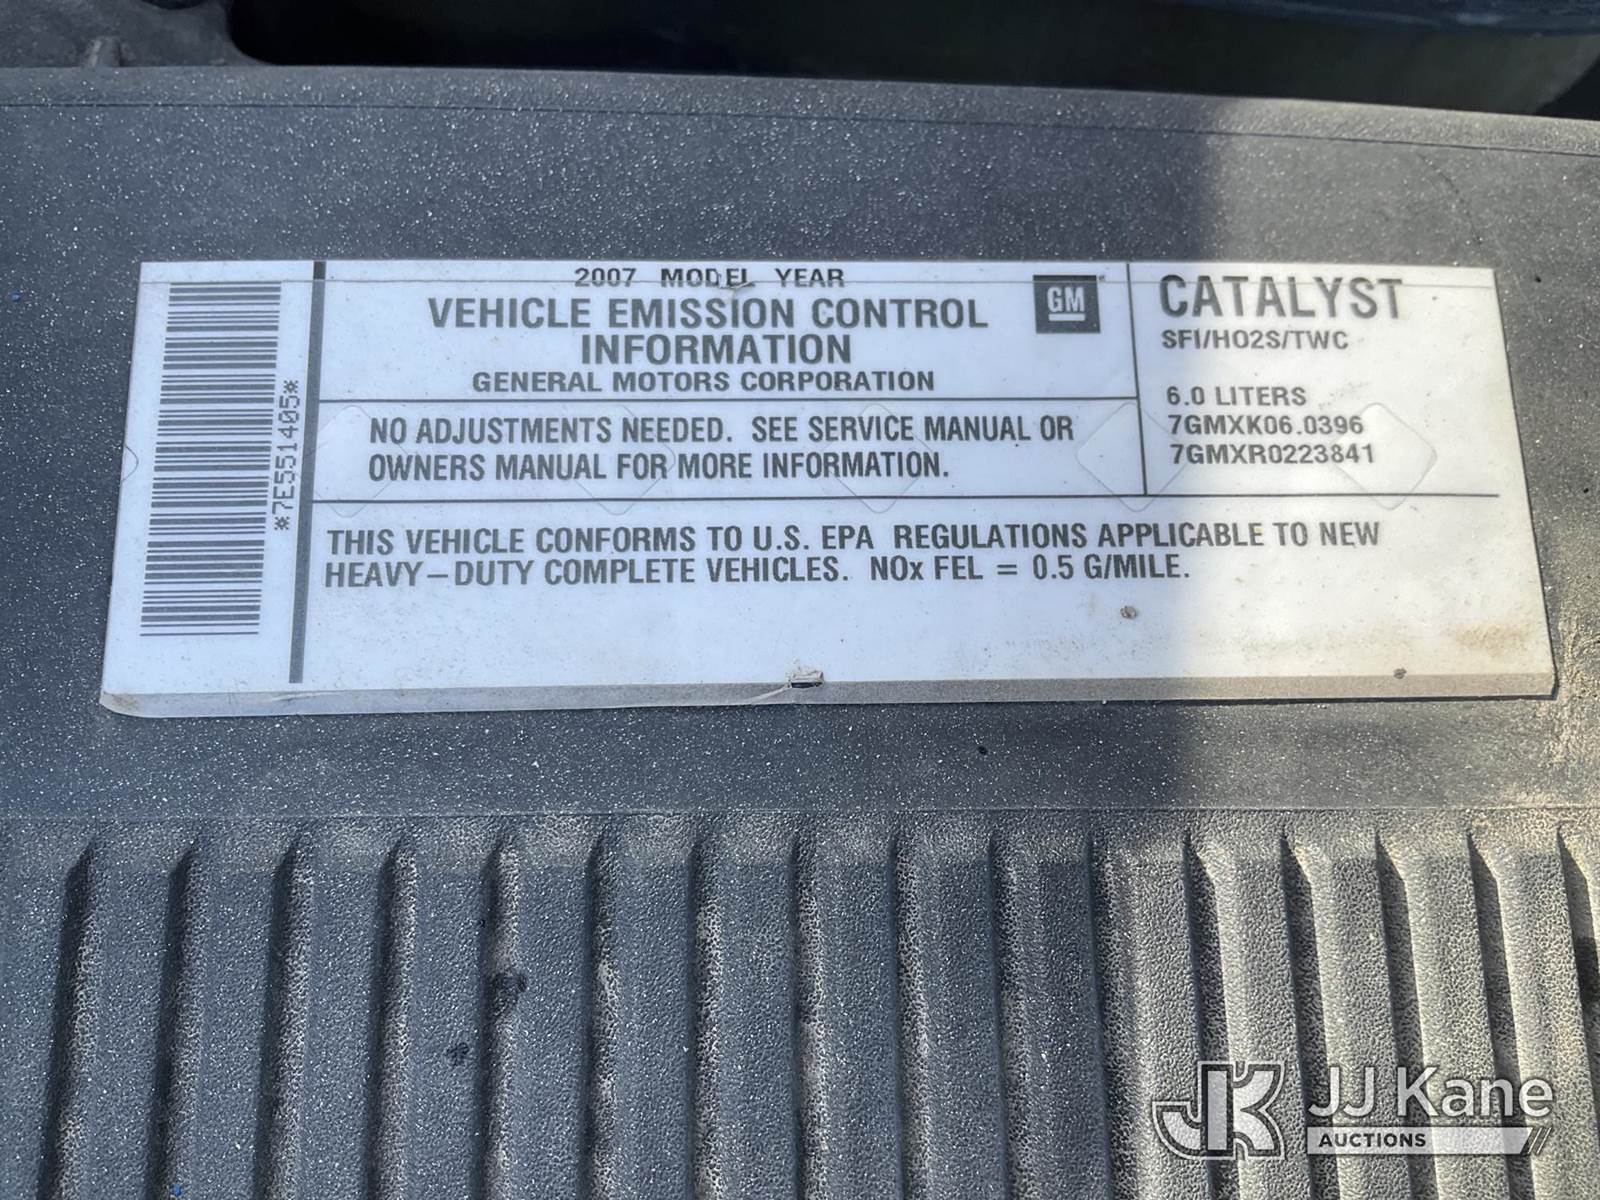 *7E551405*
2007 MODEL YEAR
VEHICLE EMISSION CONTROL
INFORMATION
GENERAL MOTORS CORPORATION
GM
NO ADJUSTMENTS NEEDED. SEE SERVICE MANUAL OR
OWNERS MANUAL FOR MORE INFORMATION.
CATALYST
SFI/HO2S/TWC
6.0 LITERS
7GMXK06.0396
7GMXR0223841
THIS VEHICLE CONFORMS TO U.S. EPA REGULATIONS APPLICABLE TO NEW
HEAVY-DUTY COMPLETE VEHICLES. NOx FEL = 0.5 G/MILE.
JK JJ Kane
AUCTIONS